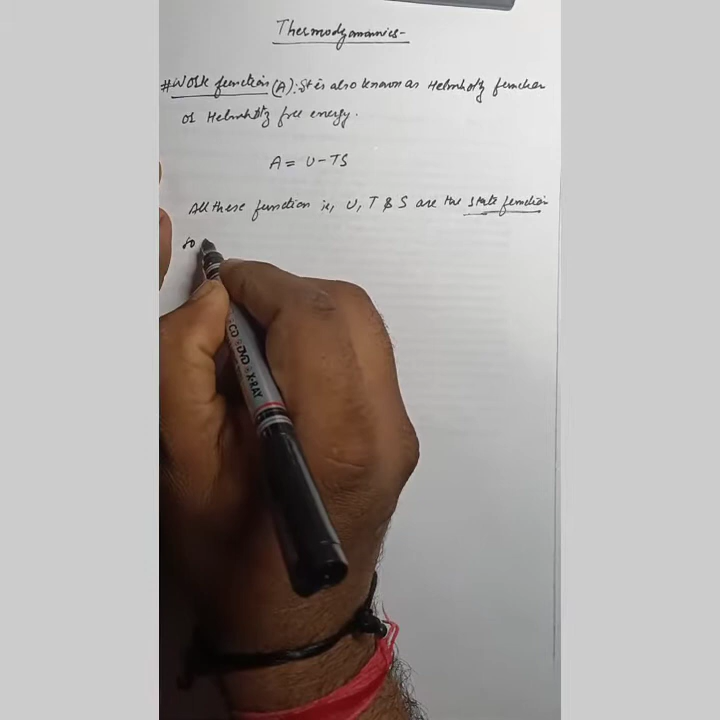 Thermodynamics-
#Work function (A): It is also known as Helmholtz function
or Helmholtz free energy.
A = U - TS
All these function ie, U, T & S are the state function
so
CD DVD X-RAY